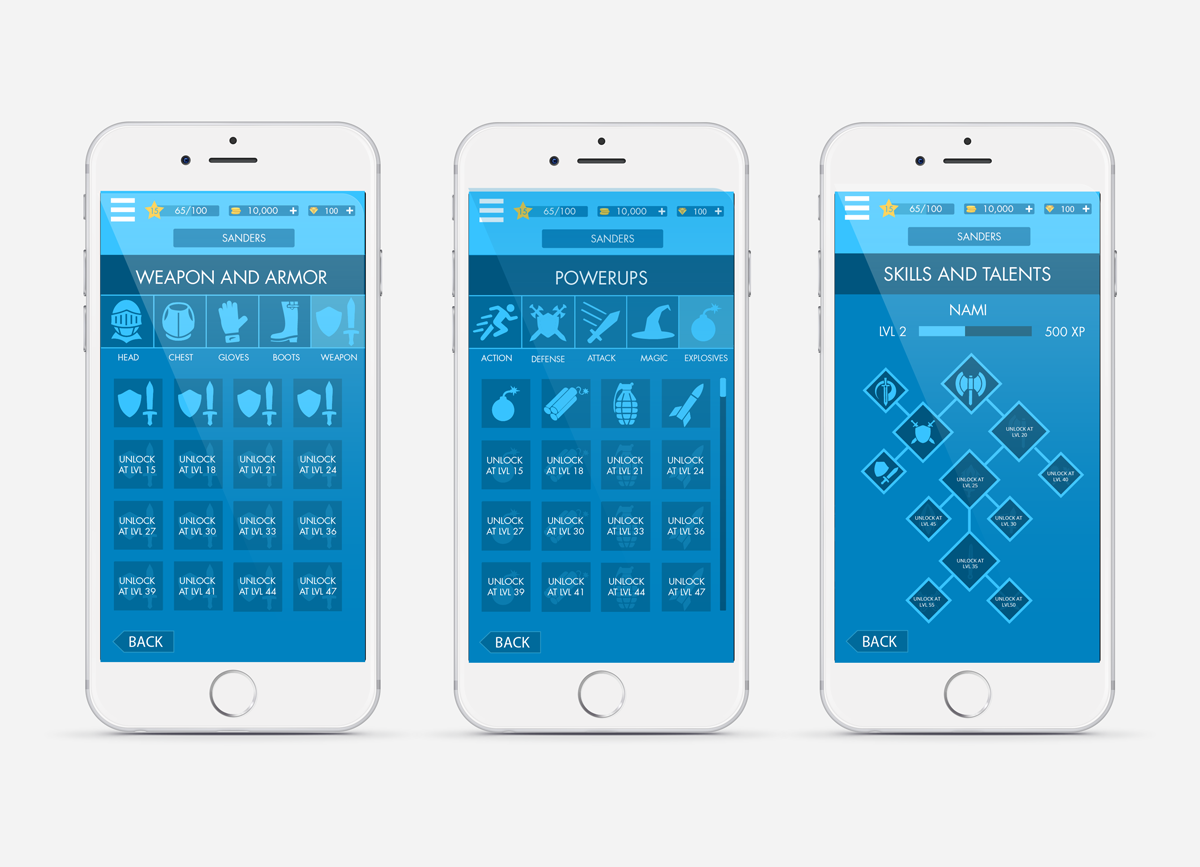 15 65/100 10,000 + 100 +
SANDERS
WEAPON AND ARMOR
HEAD CHEST GLOVES BOOTS WEAPON
UNLOCK UNLOCK UNLOCK UNLOCK
AT LVL 15 AT LVL 18 AT LVL 21 AT LVL 24
UNLOCK UNLOCK UNLOCK UNLOCK
AT LVL 27 AT LVL 30 AT LVL 33 AT LVL 36
UNLOCK UNLOCK UNLOCK UNLOCK
AT LVL 39 AT LVL 41 AT LVL 44 AT LVL 47
BACK
15 65/100 10,000 + 100 +
SANDERS
POWERUPS
ACTION DEFENSE ATTACK MAGIC EXPLOSIVES
UNLOCK UNLOCK UNLOCK UNLOCK
AT LVL 15 AT LVL 18 AT LVL 21 AT LVL 24
UNLOCK UNLOCK UNLOCK UNLOCK
AT LVL 27 AT LVL 30 AT LVL 33 AT LVL 36
UNLOCK UNLOCK UNLOCK UNLOCK
AT LVL 39 AT LVL 41 AT LVL 44 AT LVL 47
BACK
15 65/100 10,000 + 100 +
SANDERS
SKILLS AND TALENTS
NAMI
LVL 2 500 XP
UNLOCK AT
LVL 20
UNLOCK AT
LVL 40
UNLOCK AT
LVL 25
UNLOCK AT
LVL 45
UNLOCK AT
LVL 30
UNLOCK AT
LVL 35
UNLOCK AT
LVL 55
UNLOCK AT
LVL50
BACK